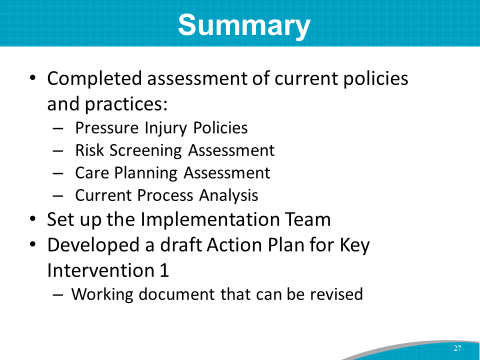 Summary
• Completed assessment of current policies
and practices:
– Pressure Injury Policies
– Risk Screening Assessment
– Care Planning Assessment
– Current Process Analysis
• Set up the Implementation Team
• Developed a draft Action Plan for Key
Intervention 1
– Working document that can be revised
27